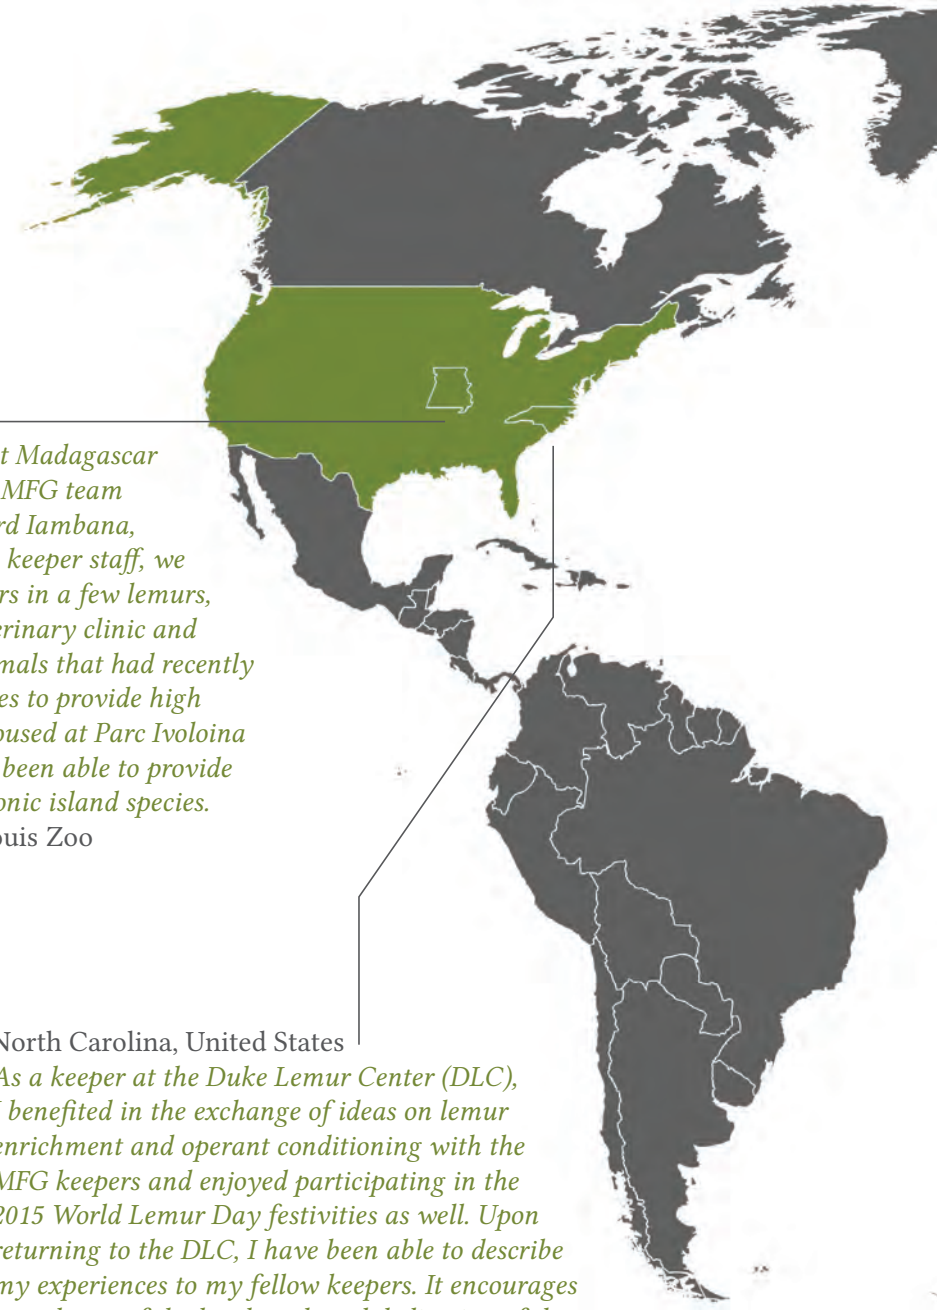 t Madagascar
MFG team
rd Iambana,
keeper staff, we
rs in a few lemurs,
erinary clinic and
mals that had recently
es to provide high
oused at Parc Ivoloina
been able to provide
onic island species.
ouis Zoo
North Carolina, United States
As a keeper at the Duke Lemur Center (DLC),
I benefited in the exchange of ideas on lemur
enrichment and operant conditioning with the
MFG keepers and enjoyed participating in the
2015 World Lemur Day festivities as well. Upon
returning to the DLC, I have been able to describe
my experiences to my fellow keepers. It encourages